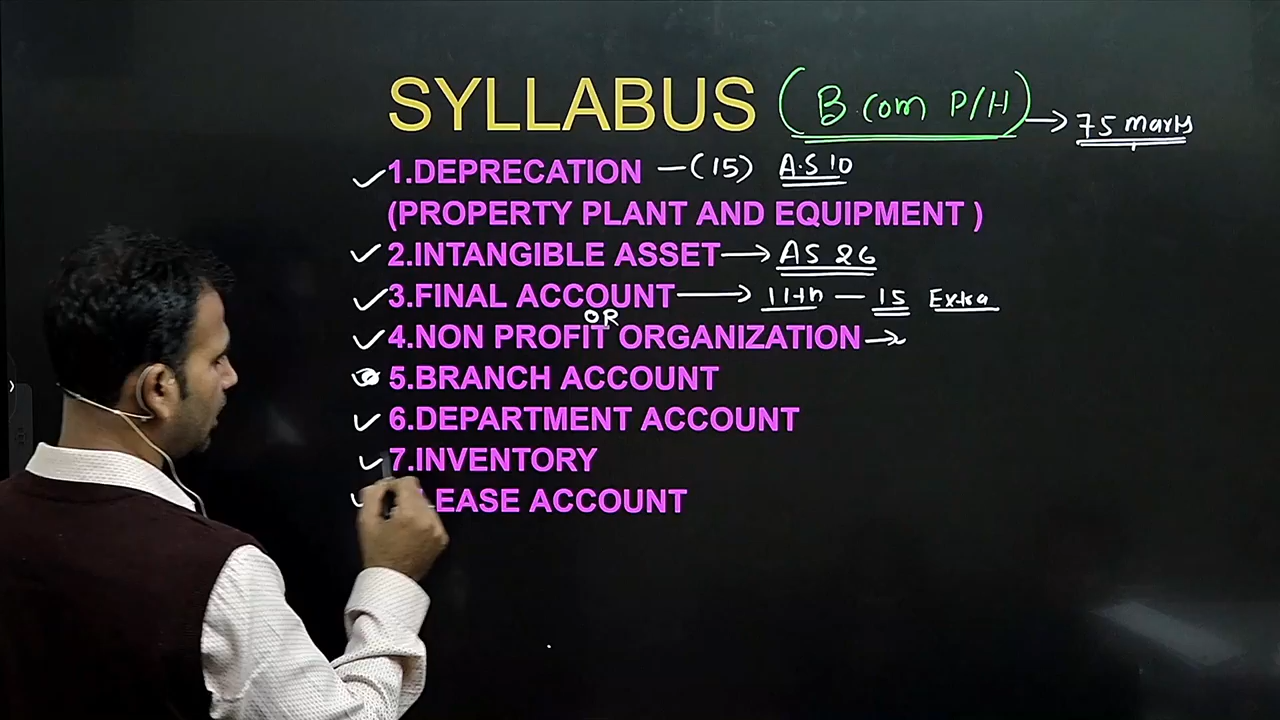 SYLLABUS (B.com P/H) → 75 marks
1.DEPRECATION — (15) A.S 10
(PROPERTY PLANT AND EQUIPMENT )
2.INTANGIBLE ASSET → AS 26
3.FINAL ACCOUNT → 11th — 15 Extra
OR
4.NON PROFIT ORGANIZATION →
5.BRANCH ACCOUNT
6.DEPARTMENT ACCOUNT
7.INVENTORY
LEASE ACCOUNT